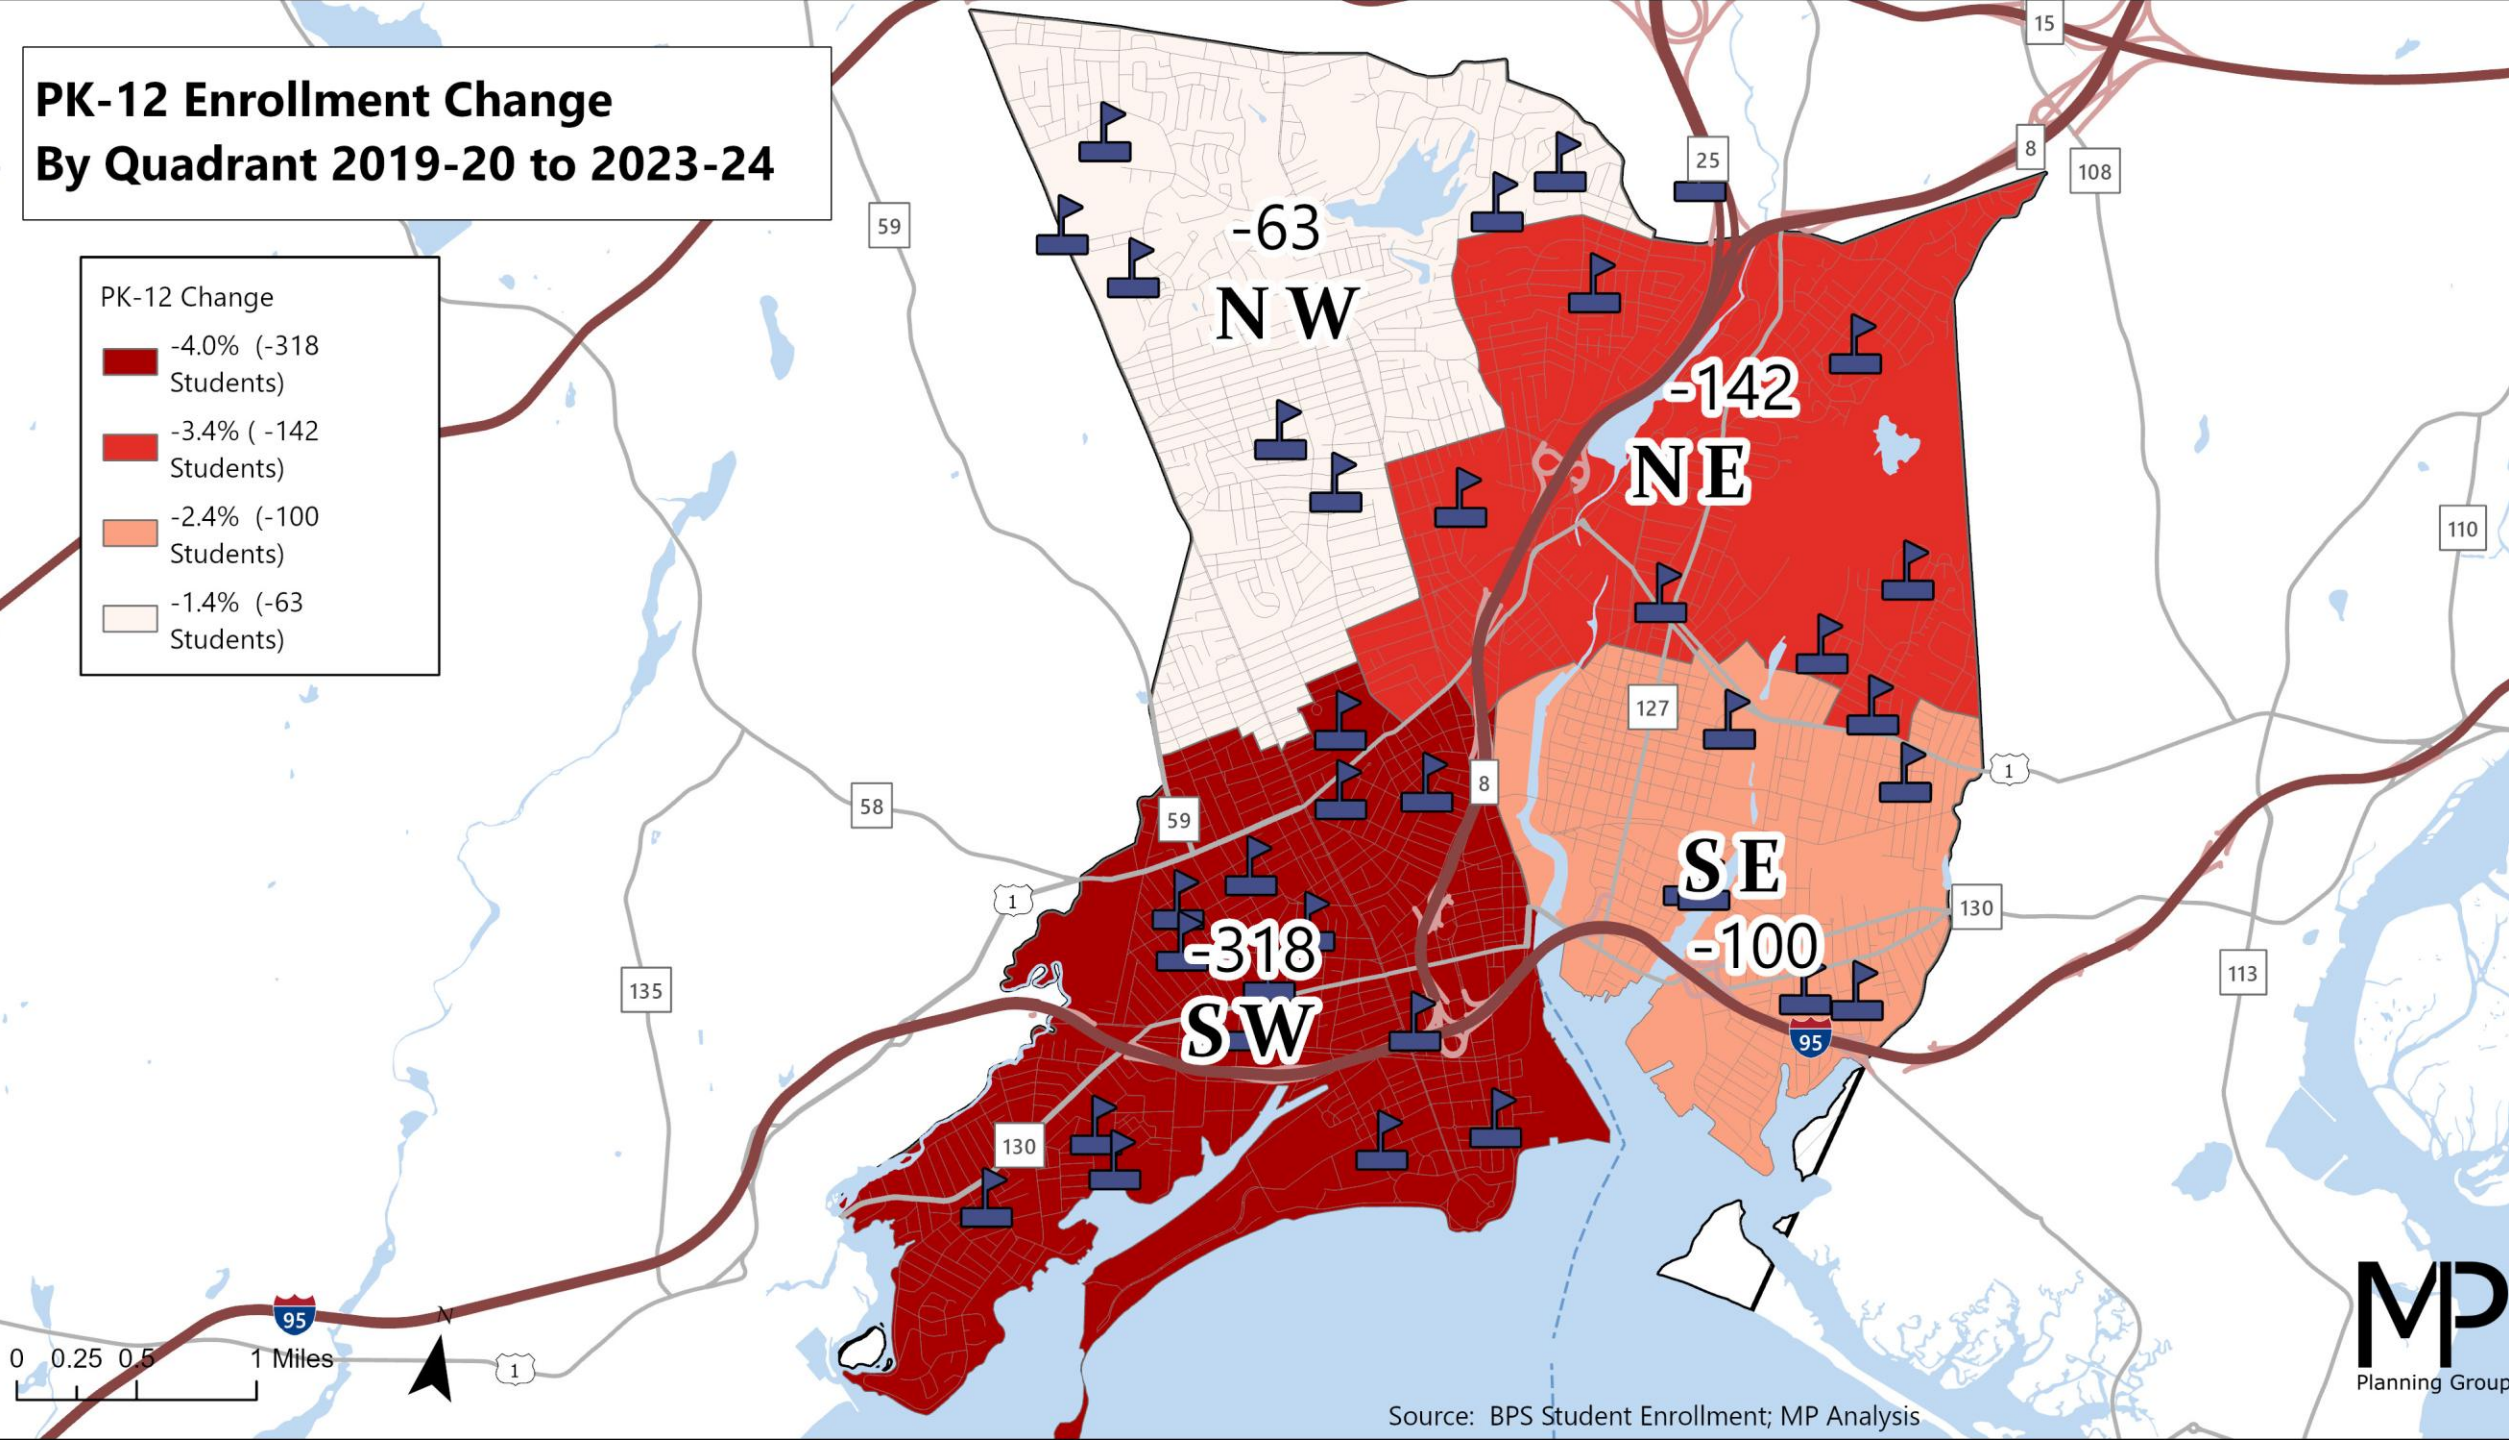 PK-12 Enrollment Change
By Quadrant 2019-20 to 2023-24
PK-12 Change
-4.0%  (-318
Students)
-3.4% ( -142
Students)
-2.4%  (-100
Students)
-1.4%  (-63
Students)
15
8
108
25
59
-63
N W
-142
N E
110
127
8
1
58
59
1
S E
-100
130
-318
S W
135
113
95
130
95
N
1
0 0.25 0.5 1 Miles
MP
Planning Group
Source:  BPS Student Enrollment; MP Analysis